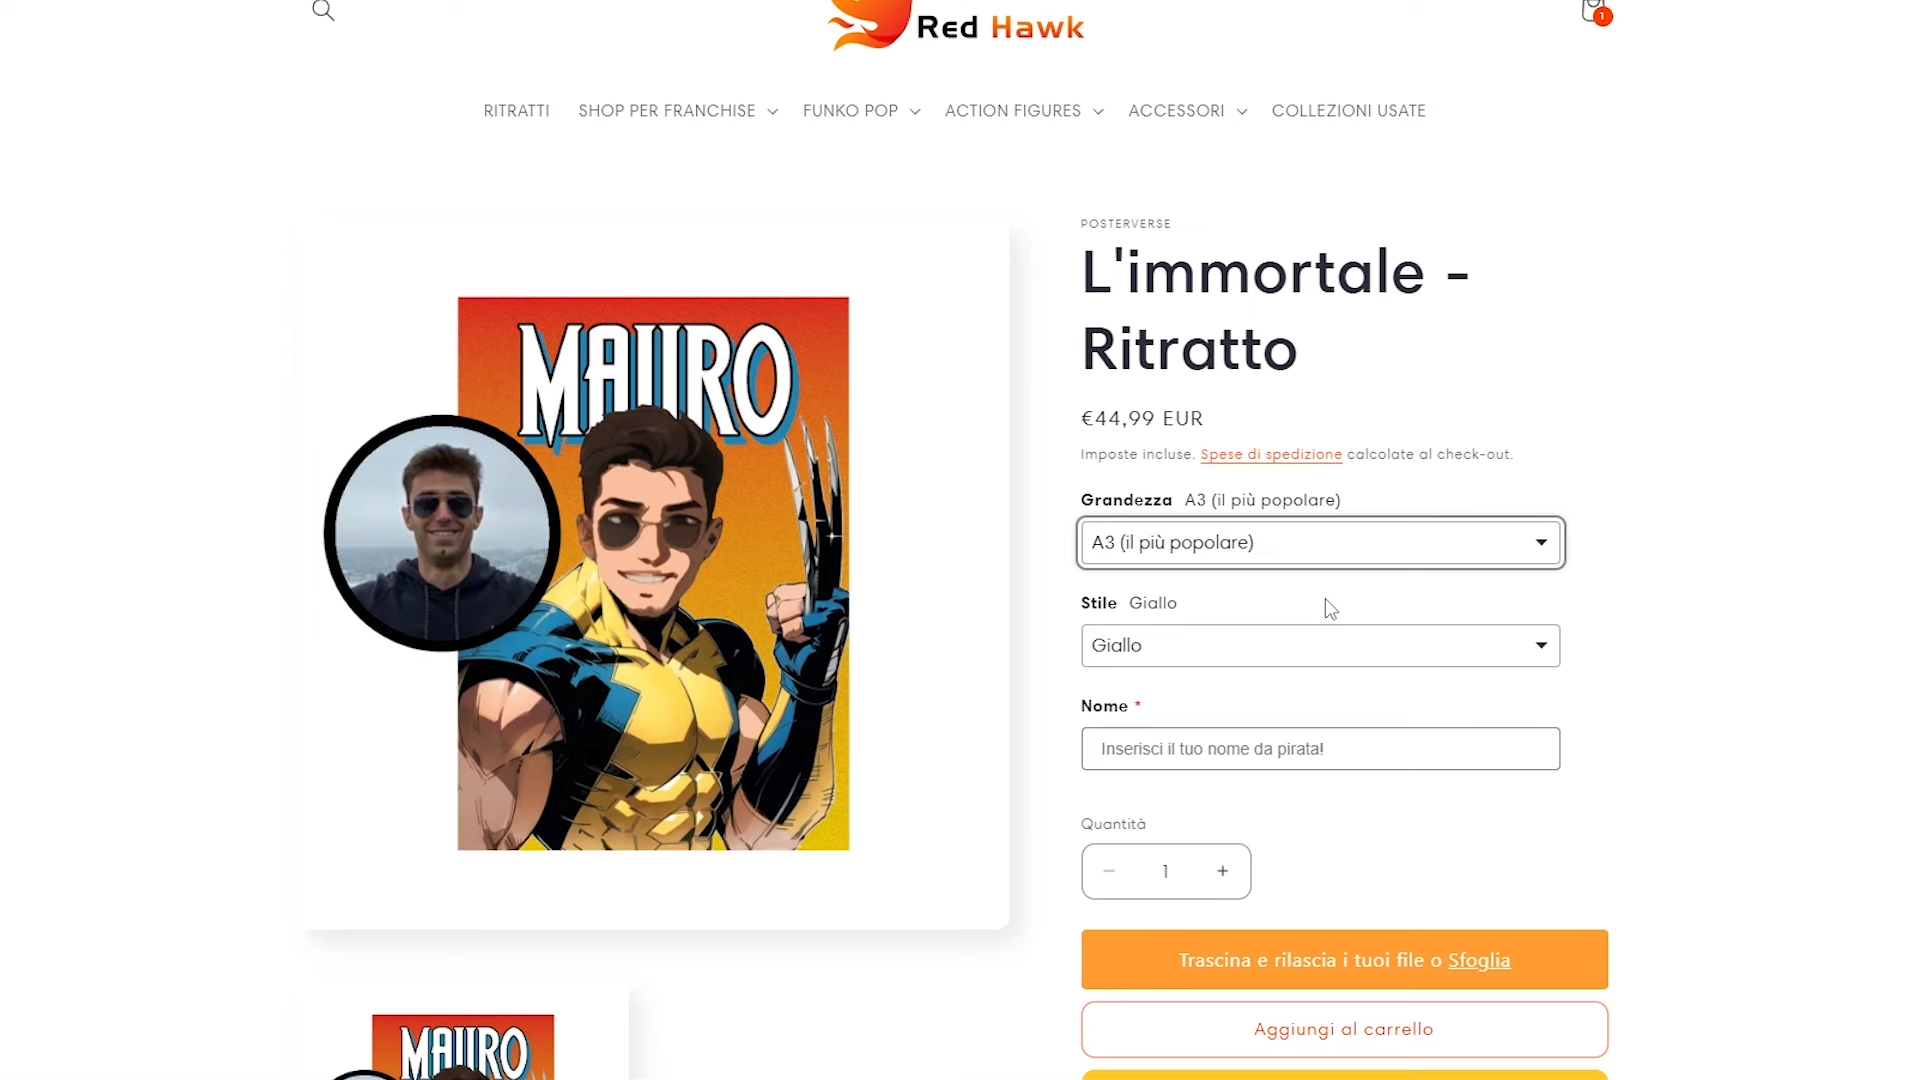 Red Hawk
1
RITRATTI
SHOP PER FRANCHISE
FUNKO POP
ACTION FIGURES
ACCESSORI
COLLEZIONI USATE
MAURO
POSTERVERSE
L'immortale -
Ritratto
€44,99 EUR
Imposte incluse. Spese di spedizione calcolate al check-out.
Grandezza A3 (il più popolare)
A3 (il più popolare)
Stile Giallo
Giallo
Nome *
Inserisci il tuo nome da pirata!
Quantità
− 1 +
Trascina e rilascia i tuoi file o Sfoglia
Aggiungi al carrello
MAURO